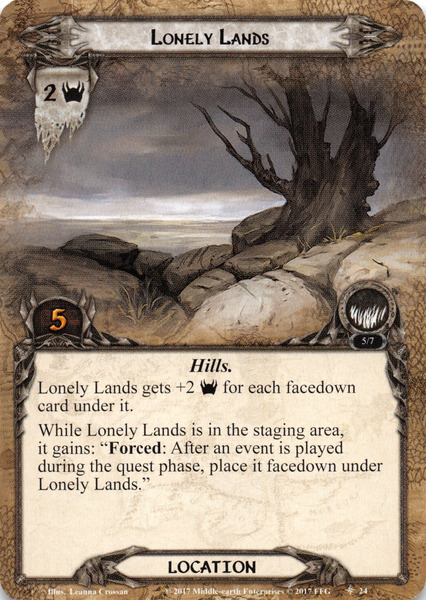 LONELY LANDS
2
5
5/7
Hills.
Lonely Lands gets +2 for each facedown
card under it.
While Lonely Lands is in the staging area,
it gains: “Forced: After an event is played
during the quest phase, place it facedown under
Lonely Lands.”
LOCATION
Illus. Leanna Crossan © 2017 Middle-earth Enterprises © 2017 FFG 24